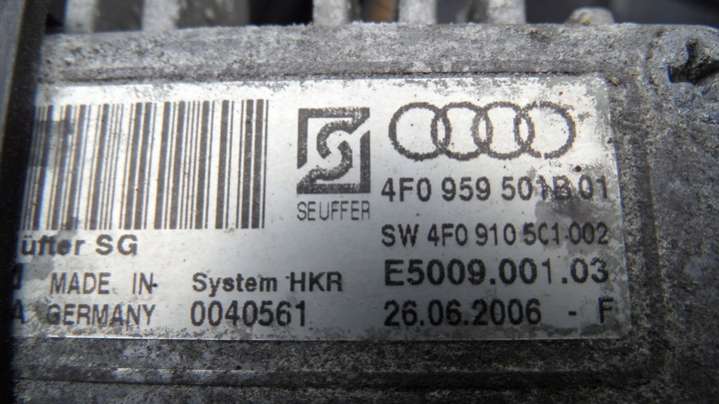 SEUFFER
4F0 959 501B 01
SW 4F0 910 5C1 002
üfter SG
E5009.001.03
MADE IN
System HKR
GERMANY
0040561
26.06.2006 - F